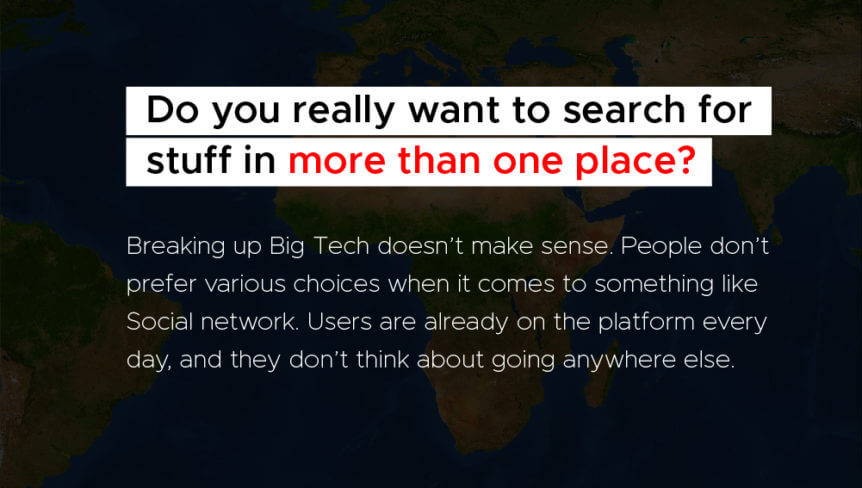 Do you really want to search for
stuff in more than one place?
Breaking up Big Tech doesn’t make sense. People don’t
prefer various choices when it comes to something like
Social network. Users are already on the platform every
day, and they don’t think about going anywhere else.